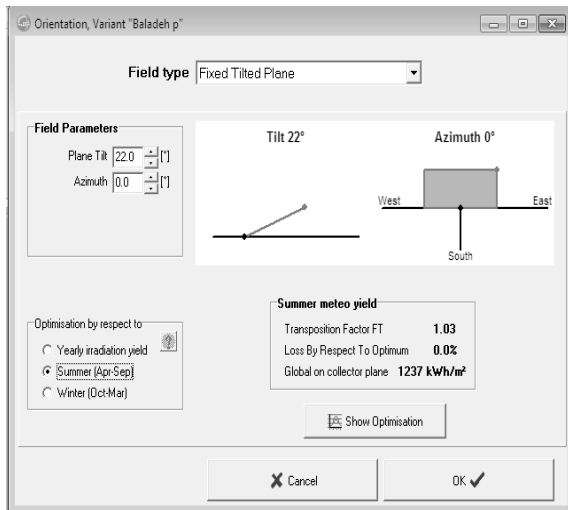 Orientation, Variant "Baladeh p"
Field type Fixed Tilted Plane
Field Parameters
Plane Tilt 22.0 [°]
Azimuth 0.0 [°]
Tilt 22°
Azimuth 0°
West
East
South
Optimisation by respect to
Yearly irradiation yield
Summer (Apr-Sep)
Winter (Oct-Mar)
Summer meteo yield
Transposition Factor FT 1.03
Loss By Respect To Optimum 0.0%
Global on collector plane 1237 kWh/m²
Show Optimisation
Cancel
OK